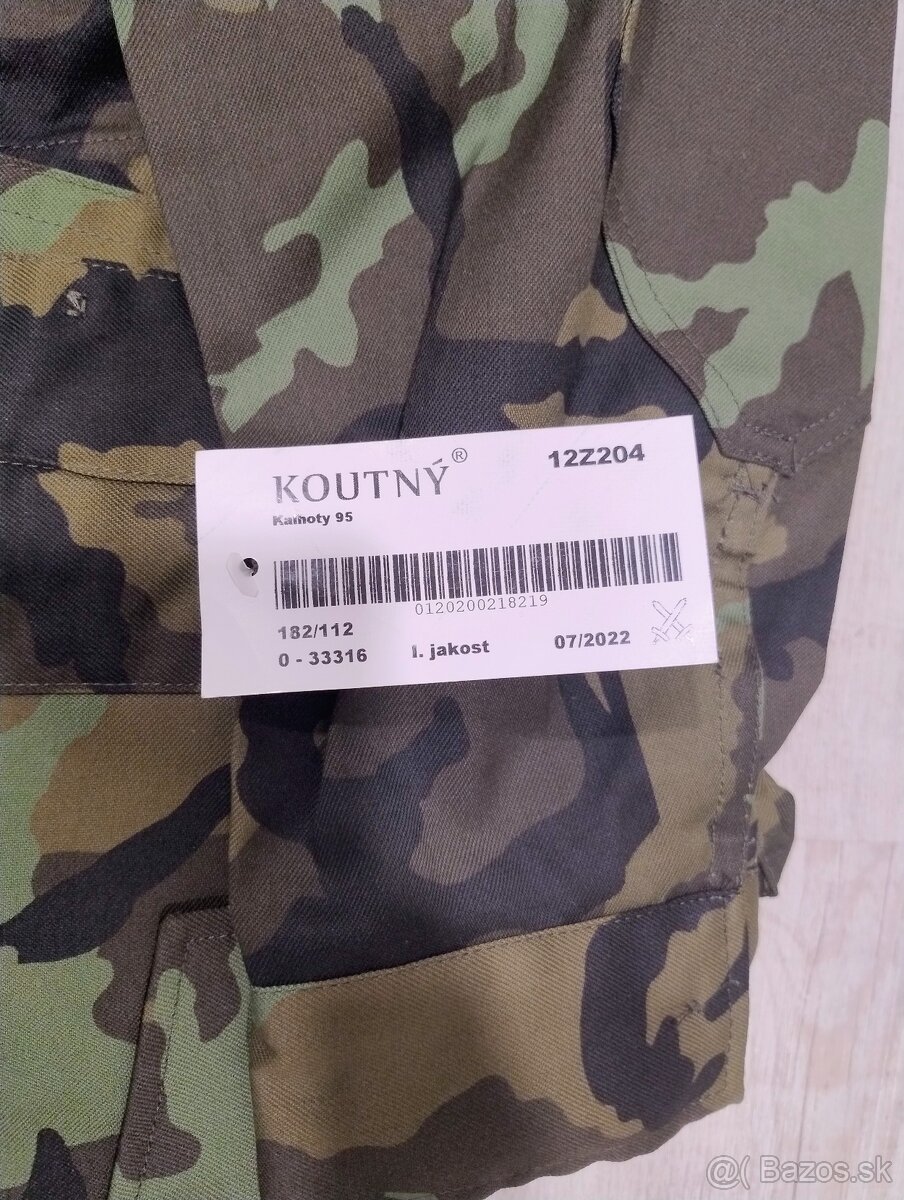 KOUTNÝ® 12Z204
Kalhoty 95
0120200218219
182/112
0 - 33316 I. jakost 07/2022
@( Bazos.sk